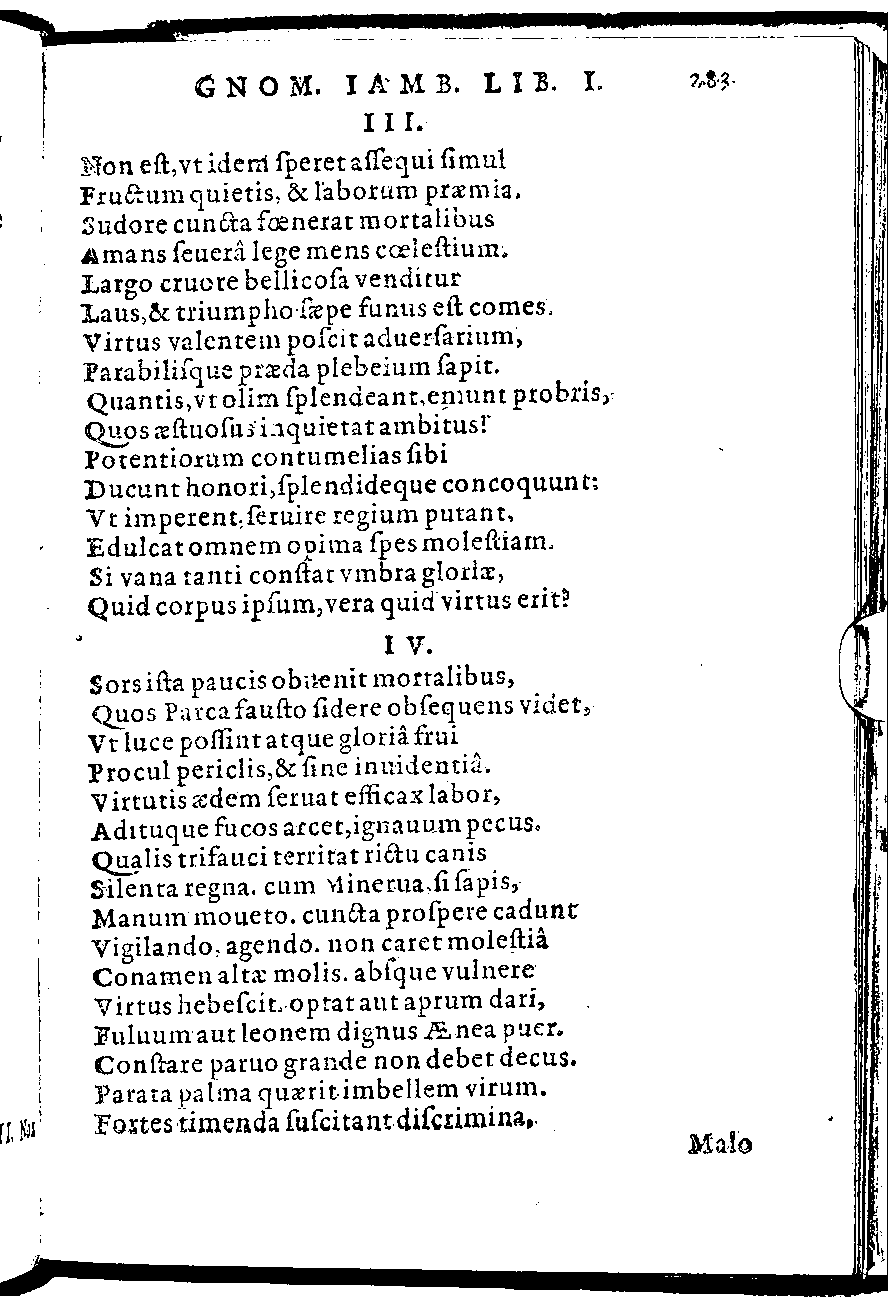 GNOM. IAMB. LIB. I. 283.
III.
Non eſt, vt idem ſperet aſſequi ſimul
Fructum quietis, & laborum præmia.
Sudore cuncta fœnerat mortalibus
Amans ſeuerâ lege mens cœleſtium.
Largo cruore bellicoſa venditur
Laus, & triumpho ſæpe funus eſt comes.
Virtus valentem poſcit aduerſarium,
Parabiliſque præda plebeium ſapit.
Quantis, vt olim ſplendeant, emunt probris,
Quos æſtuoſus inquietat ambitus!
Potentiorum contumelias ſibi
Ducunt honori, ſplendideque concoquunt:
Vt imperent, ſeruire regium putant,
Edulcat omnem opima ſpes moleſtiam.
Si vana tanti conſtat vmbra gloriæ,
Quid corpus ipſum, vera quid virtus erit?
IV.
Sors iſta paucis obuenit mortalibus,
Quos Parca fauſto ſidere obſequens videt,
Vt luce poſſint atque gloriâ frui
Procul periclis, & ſine inuidentiâ.
Virtutis ædem ſeruat efficax labor,
Adituque fucos arcet, ignauum pecus.
Qualis trifauci territat rictu canis
Silenta regna. cum Minerua, ſi ſapis,
Manum moueto. cuncta proſpere cadunt
Vigilando, agendo. non caret moleſtiâ
Conamen altæ molis. abſque vulnere
Virtus hebeſcit. optat aut aprum dari,
Fuluum aut leonem dignus Ænea puer.
Conſtare paruo grande non debet decus.
Parata palma quærit imbellem virum.
Fortes timenda ſuſcitant diſcrimina,
Malo